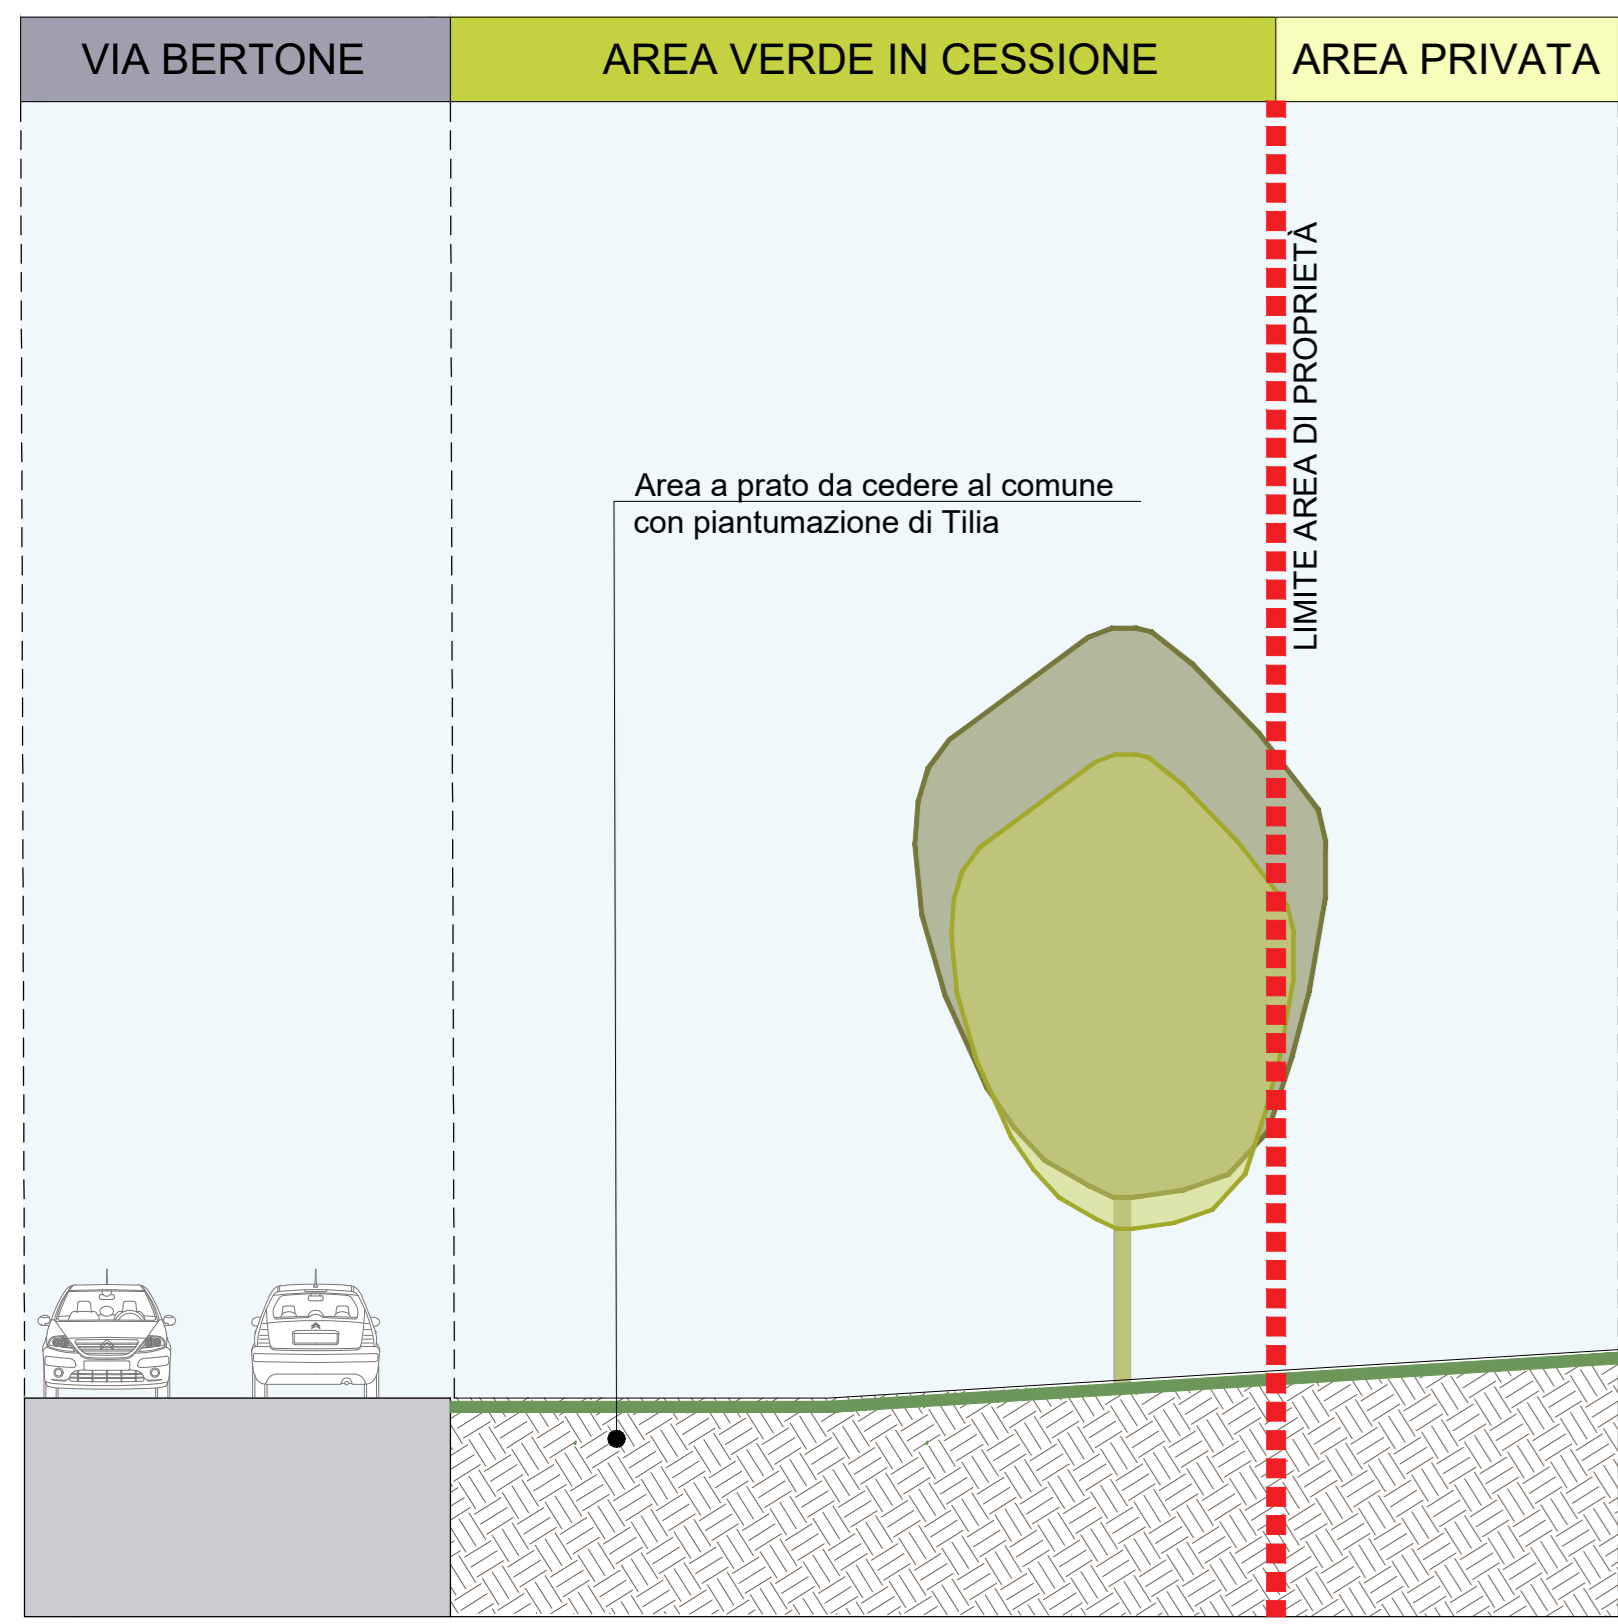 VIA BERTONE
AREA VERDE IN CESSIONE
AREA PRIVATA
LIMITE AREA DI PROPRIETÀ
Area a prato da cedere al comune
con piantumazione di Tilia